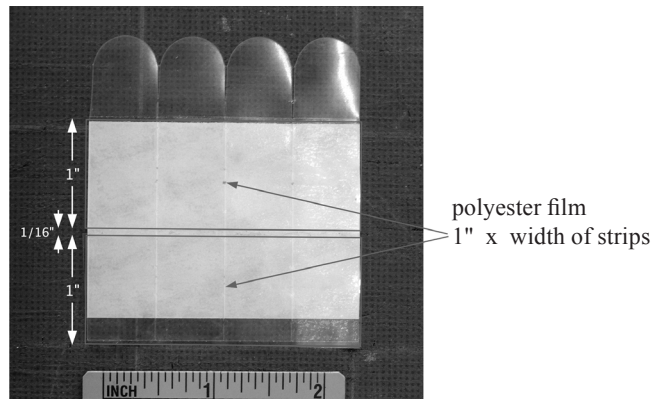 1"
1/16"
1"
polyester film
1" x width of strips
INCH 1 2